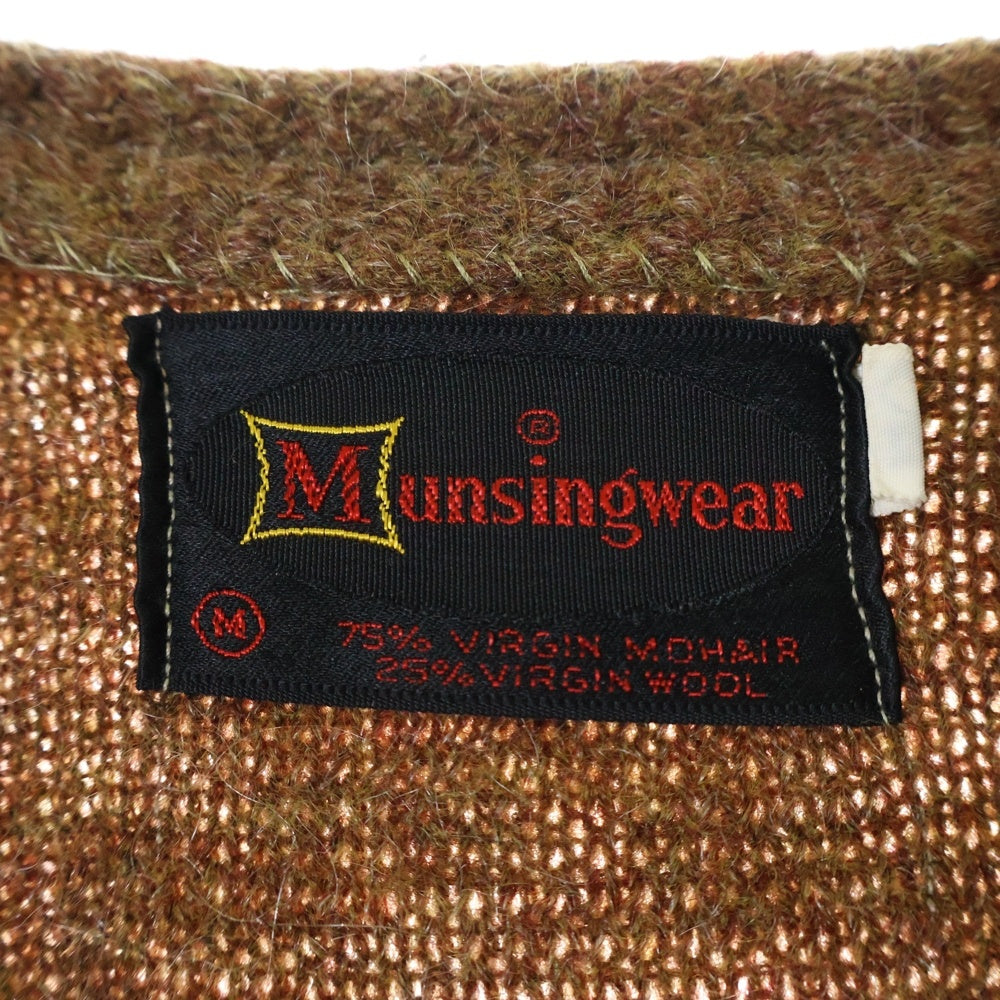 ®
Munsingwear
M
75% VIRGIN MOHAIR
25% VIRGIN WOOL